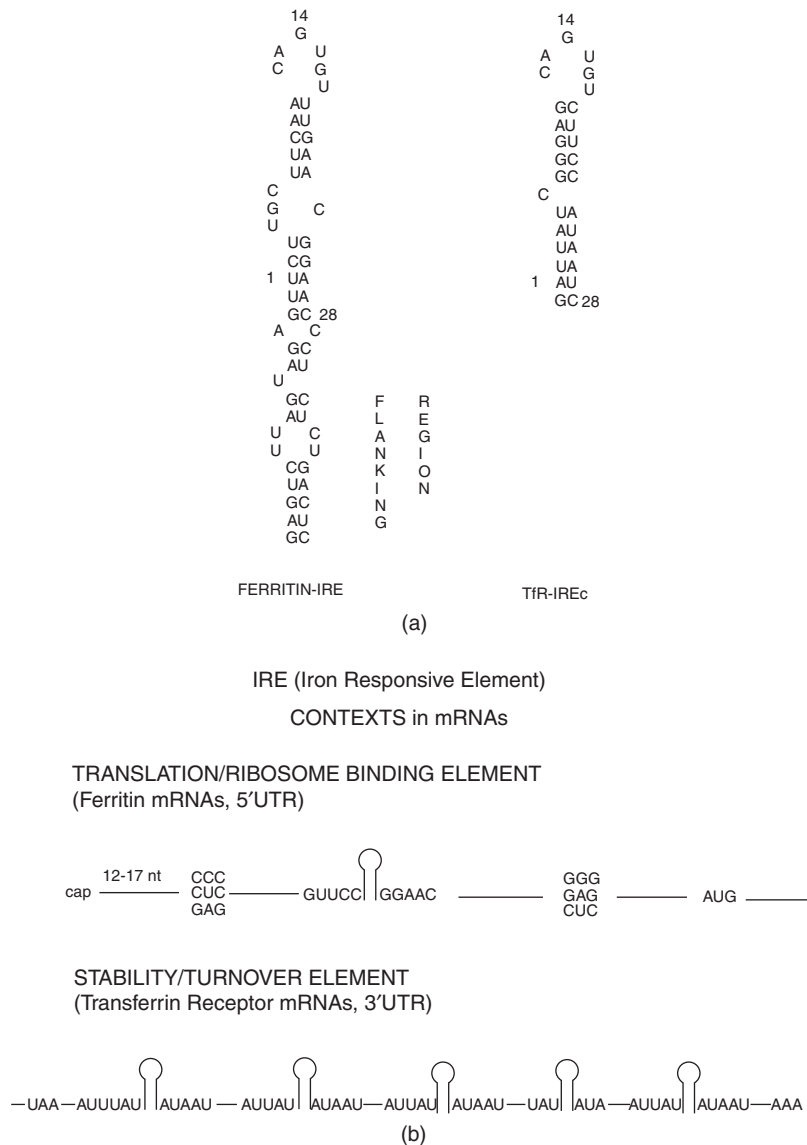 14 14
G G
A U A U
C G C G
U U
AU GC
AU AU
CG GU
UA GC
UA GC
C C
G C UA
U AU
UG UA
CG UA
1 UA 1 AU
UA GC 28
GC 28
A C
GC
AU
U
GC
AU
U C
U U
CG
UA
GC
AU
GC
FLANKING
REGION
FERRITIN-IRE TfR-IREc
(a)
IRE (Iron Responsive Element)
CONTEXTS in mRNAs
TRANSLATION/RIBOSOME BINDING ELEMENT
(Ferritin mRNAs, 5′UTR)
cap 12-17 nt CCC CUC GAG GUUCC GGAAC GGG GAG CUC AUG
STABILITY/TURNOVER ELEMENT
(Transferrin Receptor mRNAs, 3′UTR)
UAA AUUUAU AUAAU AUUAU AUAAU AUUAU AUAAU UAU AUA AUUAU AUAAU AAA
(b)